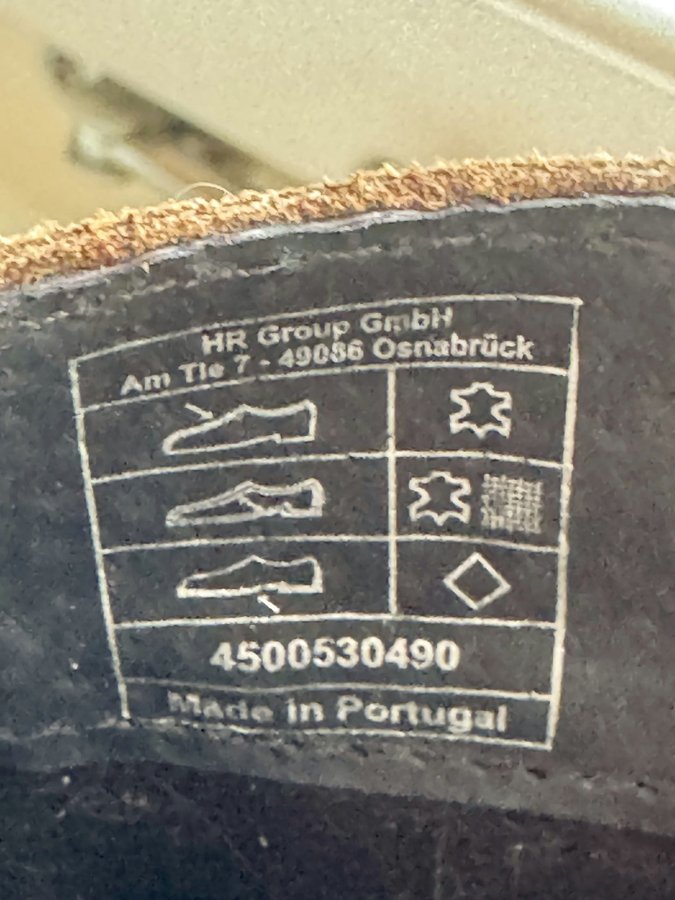 HR Group GmbH
Am Tie 7 - 49086 Osnabrück
4500530490
Made in Portugal